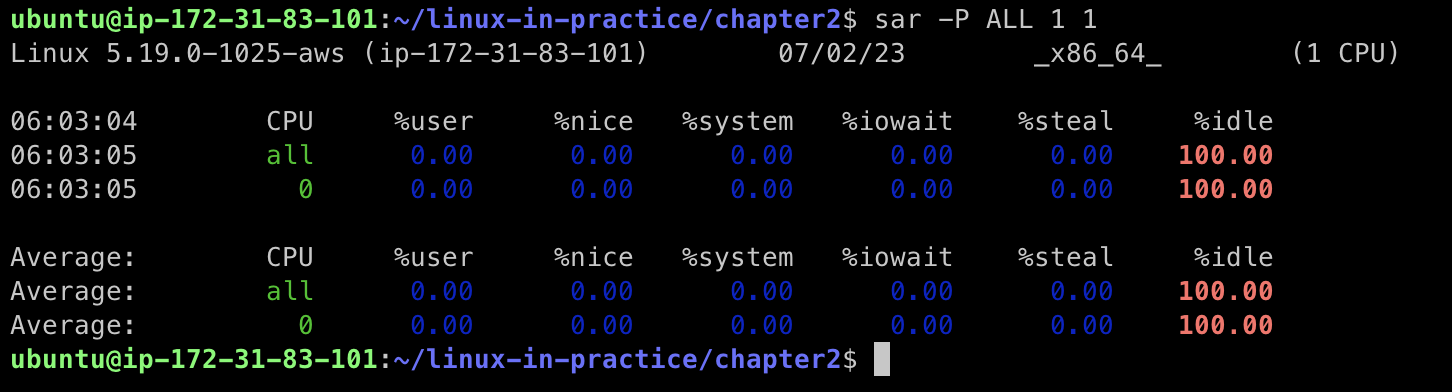 ubuntu@ip-172-31-83-101:~/linux-in-practice/chapter2$ sar -P ALL 1 1
Linux 5.19.0-1025-aws (ip-172-31-83-101) 07/02/23 _x86_64_ (1 CPU)
06:03:04 CPU %user %nice %system %iowait %steal %idle
06:03:05 all 0.00 0.00 0.00 0.00 0.00 100.00
06:03:05 0 0.00 0.00 0.00 0.00 0.00 100.00
Average: CPU %user %nice %system %iowait %steal %idle
Average: all 0.00 0.00 0.00 0.00 0.00 100.00
Average: 0 0.00 0.00 0.00 0.00 0.00 100.00
ubuntu@ip-172-31-83-101:~/linux-in-practice/chapter2$